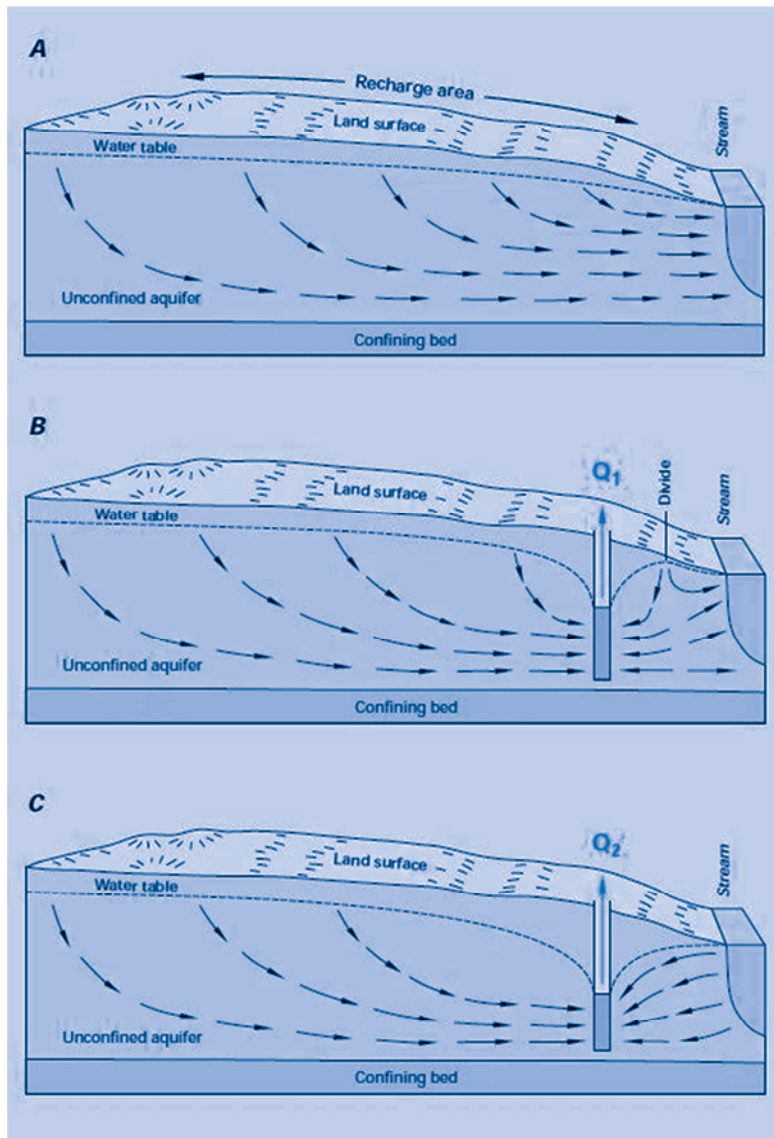 A
Recharge area
Land surface
Stream
Water table
Unconfined aquifer
Confining bed
B
Q1
Divide
Stream
Land surface
Water table
Unconfined aquifer
Confining bed
C
Q2
Stream
Land surface
Water table
Unconfined aquifer
Confining bed